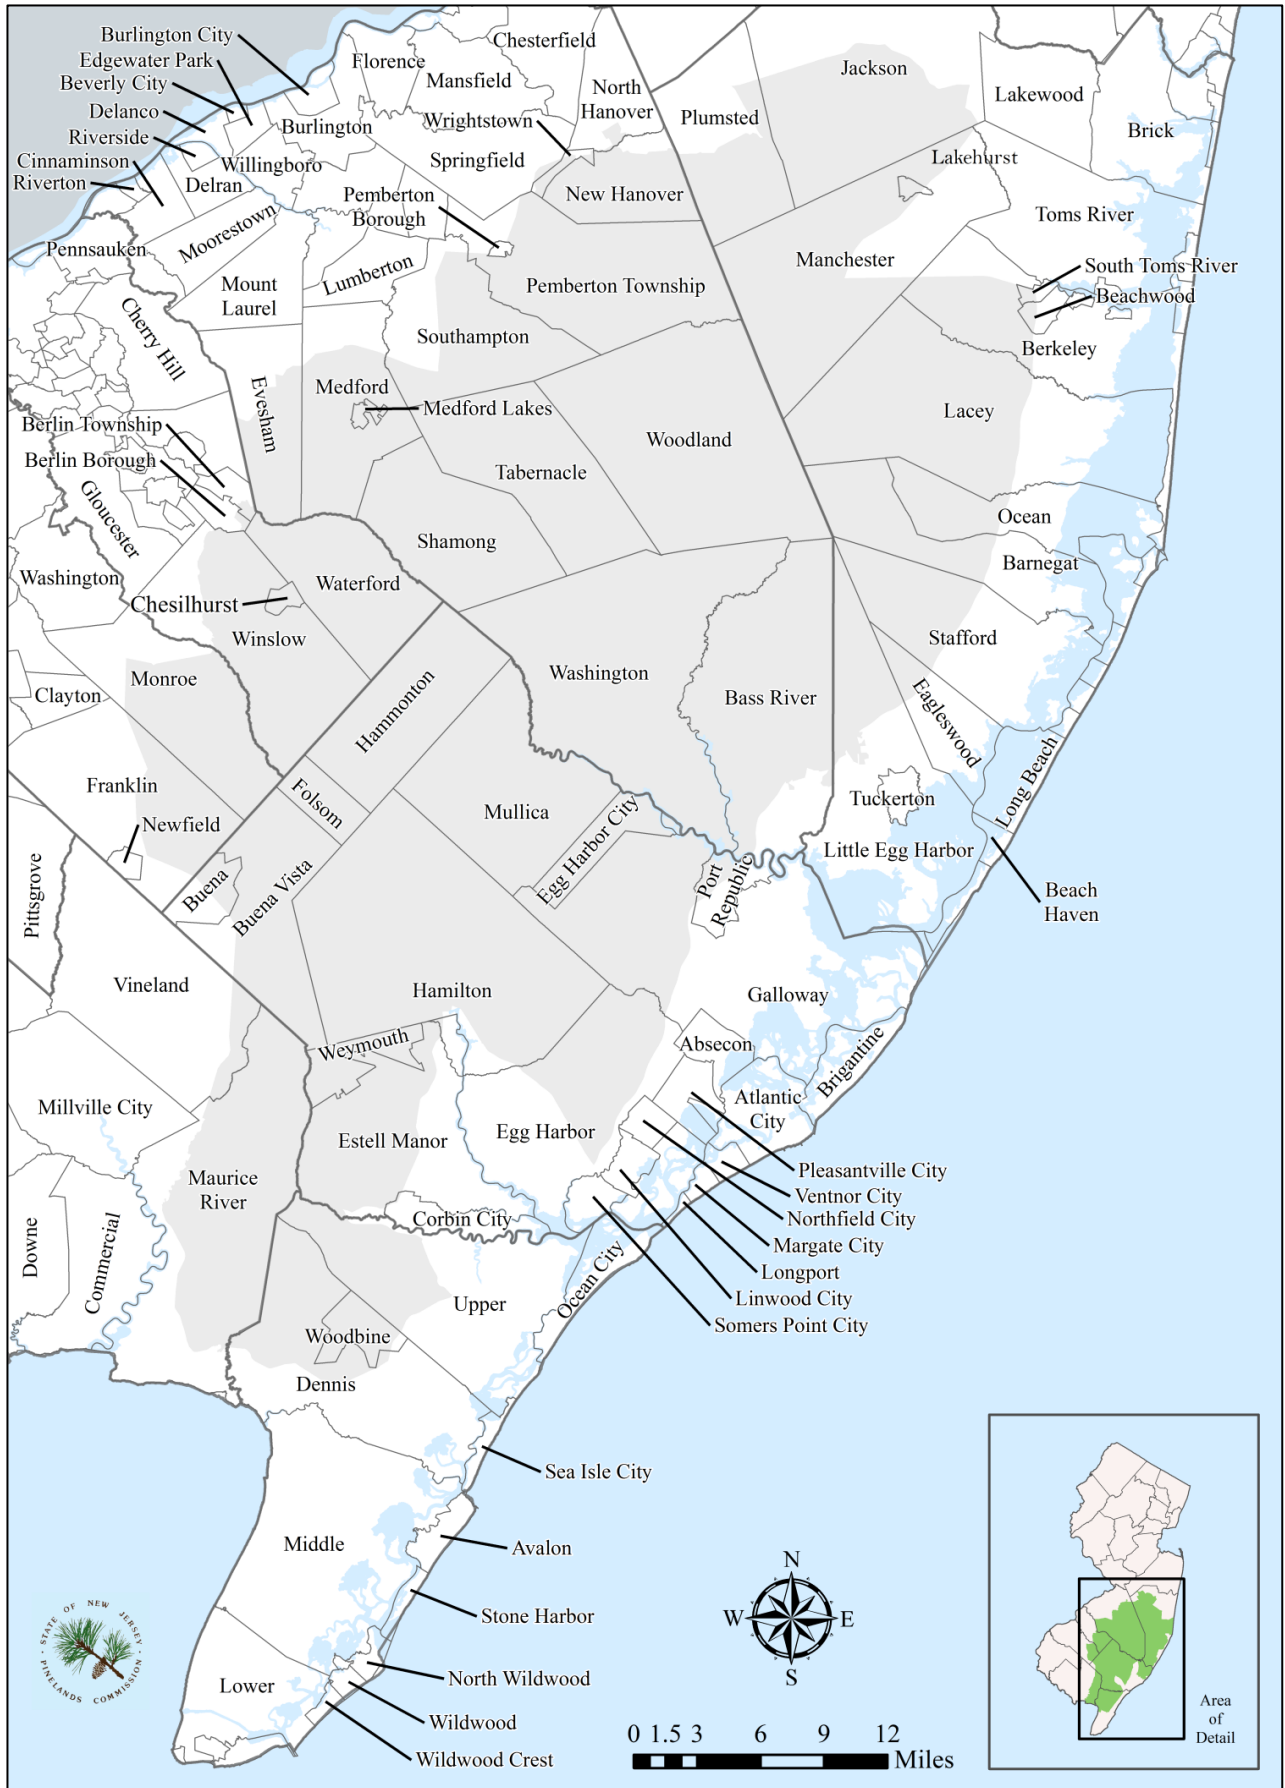 Burlington City
Edgewater Park
Beverly City
Delanco
Riverside
Cinnaminson
Riverton
Florence
Chesterfield
Mansfield
North
Hanover
Wrightstown
Burlington
Willingboro
Delran
Springfield
Plumsted
Jackson
Lakewood
Brick
Lakehurst
New Hanover
Pemberton
Borough
Moorestown
Pennsauken
Toms River
Mount
Laurel
Lumberton
Pemberton Township
Manchester
South Toms River
Beachwood
Berkeley
Cherry Hill
Southampton
Evesham
Medford
Medford Lakes
Woodland
Lacey
Berlin Township
Berlin Borough
Tabernacle
Gloucester
Ocean
Shamong
Barnegat
Washington
Waterford
Chesilhurst
Winslow
Stafford
Monroe
Clayton
Washington
Bass River
Hammonton
Eagleswood
Long Beach
Franklin
Folsom
Mullica
Egg Harbor City
Tuckerton
Newfield
Little Egg Harbor
Port
Republic
Beach
Haven
Pittsgrove
Buena
Buena Vista
Vineland
Hamilton
Galloway
Weymouth
Absecon
Brigantine
Atlantic
City
Millville City
Estell Manor
Egg Harbor
Maurice
River
Pleasantville City
Ventnor City
Northfield City
Margate City
Longport
Linwood City
Somers Point City
Corbin City
Downe
Commercial
Ocean City
Upper
Woodbine
Dennis
Sea Isle City
Middle
Avalon
Stone Harbor
North Wildwood
Lower
Wildwood
Wildwood Crest
STATE OF NEW JERSEY
PINELANDS COMMISSION
N
W E
S
0 1.5 3 6 9 12
Miles
Area
of
Detail